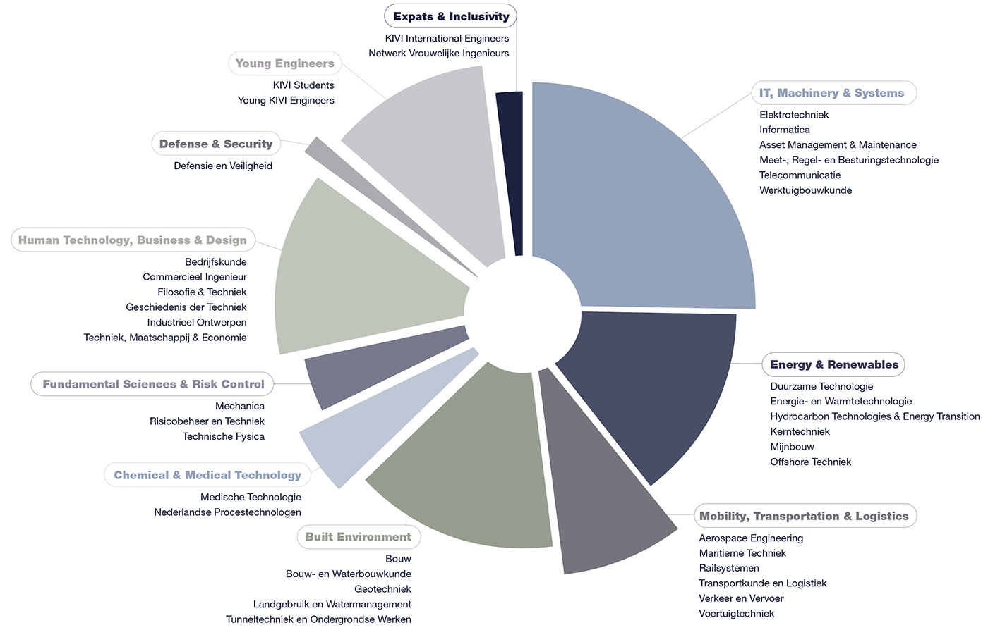 Expats & Inclusivity
KIVI International Engineers
Netwerk Vrouwelijke Ingenieurs
Young Engineers
KIVI Students
Young KIVI Engineers
Defense & Security
Defensie en Veiligheid
Human Technology, Business & Design
Bedrijfskunde
Commercieel Ingenieur
Filosofie & Techniek
Geschiedenis der Techniek
Industrieel Ontwerpen
Techniek, Maatschappij & Economie
Fundamental Sciences & Risk Control
Mechanica
Risicobeheer en Techniek
Technische Fysica
Chemical & Medical Technology
Medische Technologie
Nederlandse Procestechnologen
Built Environment
Bouw
Bouw- en Waterbouwkunde
Geotechniek
Landgebruik en Watermanagement
Tunneltechniek en Ondergrondse Werken
IT, Machinery & Systems
Elektrotechniek
Informatica
Asset Management & Maintenance
Meet-, Regel- en Besturingstechnologie
Telecommunicatie
Werktuigbouwkunde
Energy & Renewables
Duurzame Technologie
Energie- en Warmtetechnologie
Hydrocarbon Technologies & Energy Transition
Kerntechniek
Mijnbouw
Offshore Techniek
Mobility, Transportation & Logistics
Aerospace Engineering
Maritieme Techniek
Railsystemen
Transportkunde en Logistiek
Verkeer en Vervoer
Voertuigtechniek